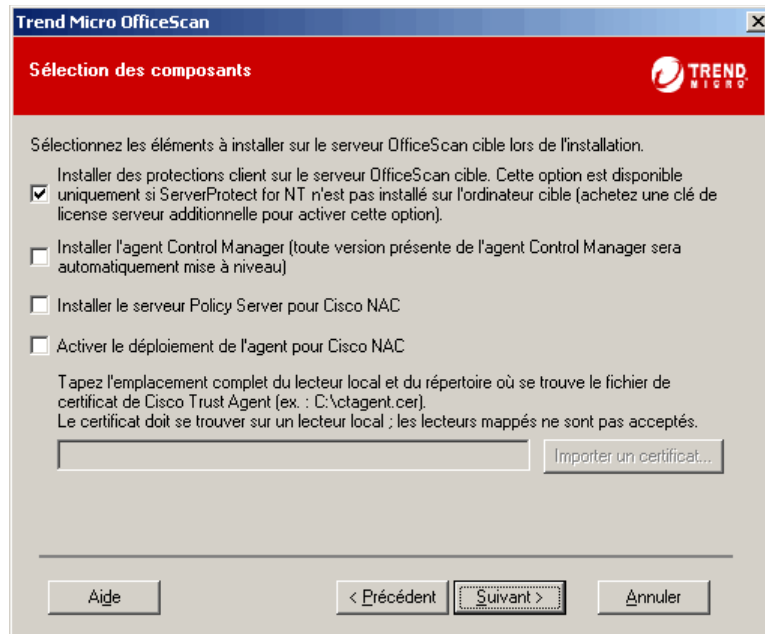 Trend Micro OfficeScan
Sélection des composants
TREND
MICRO
Sélectionnez les éléments à installer sur le serveur OfficeScan cible lors de l'installation.
Installer des protections client sur le serveur OfficeScan cible. Cette option est disponible
uniquement si ServerProtect for NT n'est pas installé sur l'ordinateur cible (achetez une clé de
license serveur additionnelle pour activer cette option).
Installer l'agent Control Manager (toute version présente de l'agent Control Manager sera
automatiquement mise à niveau)
Installer le serveur Policy Server pour Cisco NAC
Activer le déploiement de l'agent pour Cisco NAC
Tapez l'emplacement complet du lecteur local et du répertoire où se trouve le fichier de
certificat de Cisco Trust Agent (ex. : C:\ctagent.cer).
Le certificat doit se trouver sur un lecteur local ; les lecteurs mappés ne sont pas acceptés.
Importer un certificat...
Aide
< Précédent
Suivant >
Annuler